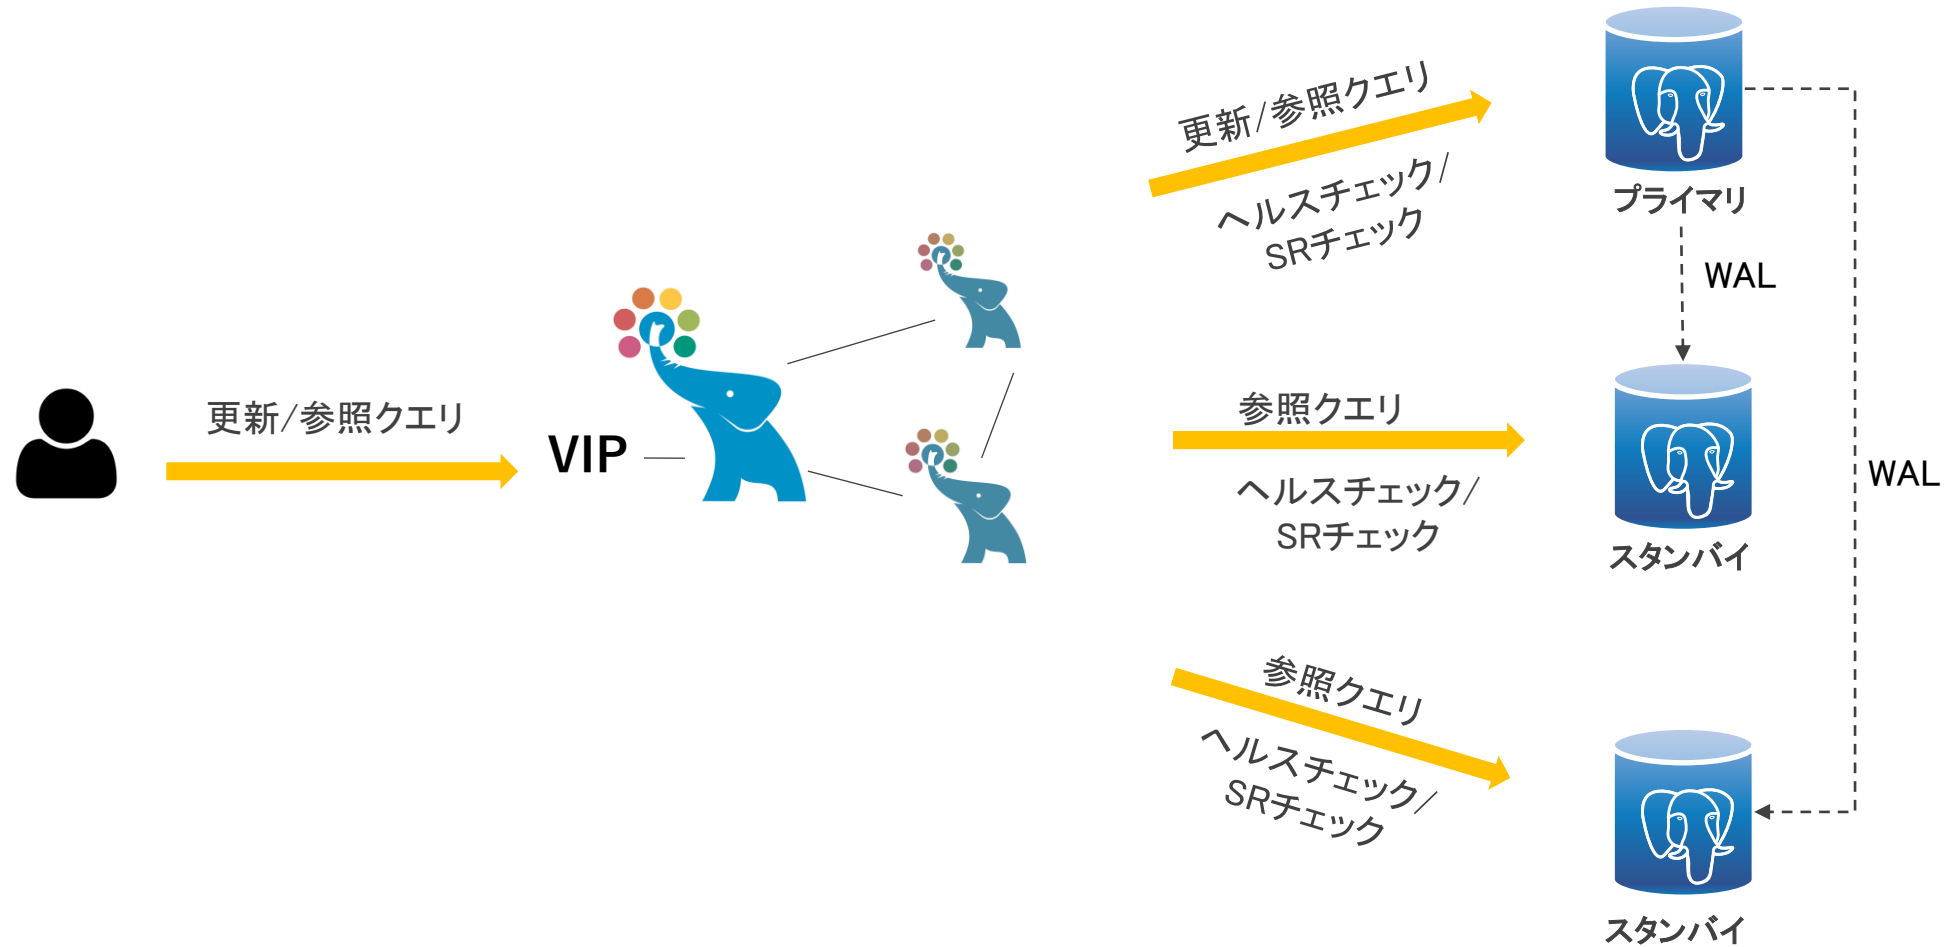 更新/参照クエリ
VIP
更新/参照クエリ
ヘルスチェック/
SRチェック
参照クエリ
ヘルスチェック/
SRチェック
参照クエリ
ヘルスチェック/
SRチェック
プライマリ
WAL
スタンバイ
WAL
スタンバイ